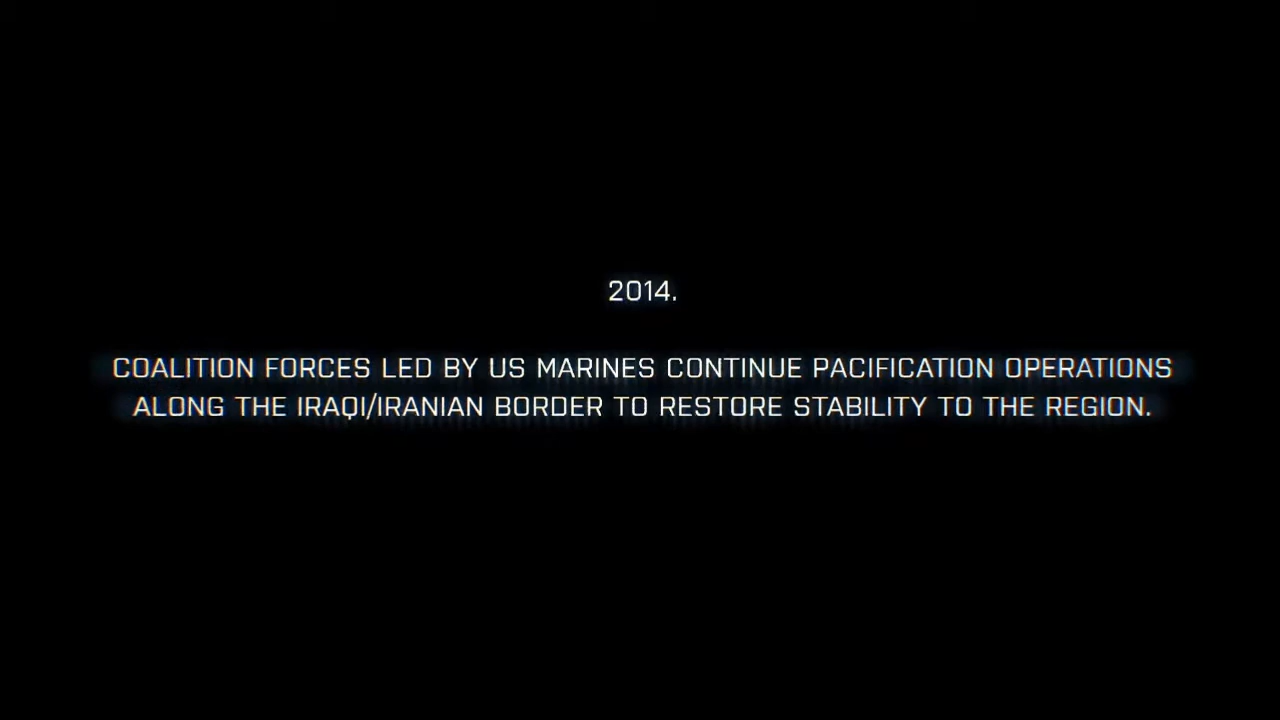 2014.
COALITION FORCES LED BY US MARINES CONTINUE PACIFICATION OPERATIONS
ALONG THE IRAQI/IRANIAN BORDER TO RESTORE STABILITY TO THE REGION.